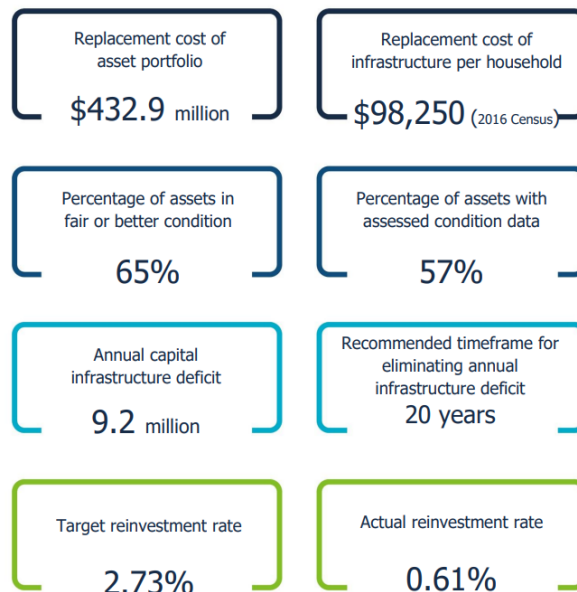 Replacement cost of
asset portfolio
$432.9 million
Replacement cost of
infrastructure per household
$98,250 (2016 Census)
Percentage of assets in
fair or better condition
65%
Percentage of assets with
assessed condition data
57%
Annual capital
infrastructure deficit
9.2 million
Recommended timeframe for
eliminating annual
infrastructure deficit
20 years
Target reinvestment rate
2.73%
Actual reinvestment rate
0.61%